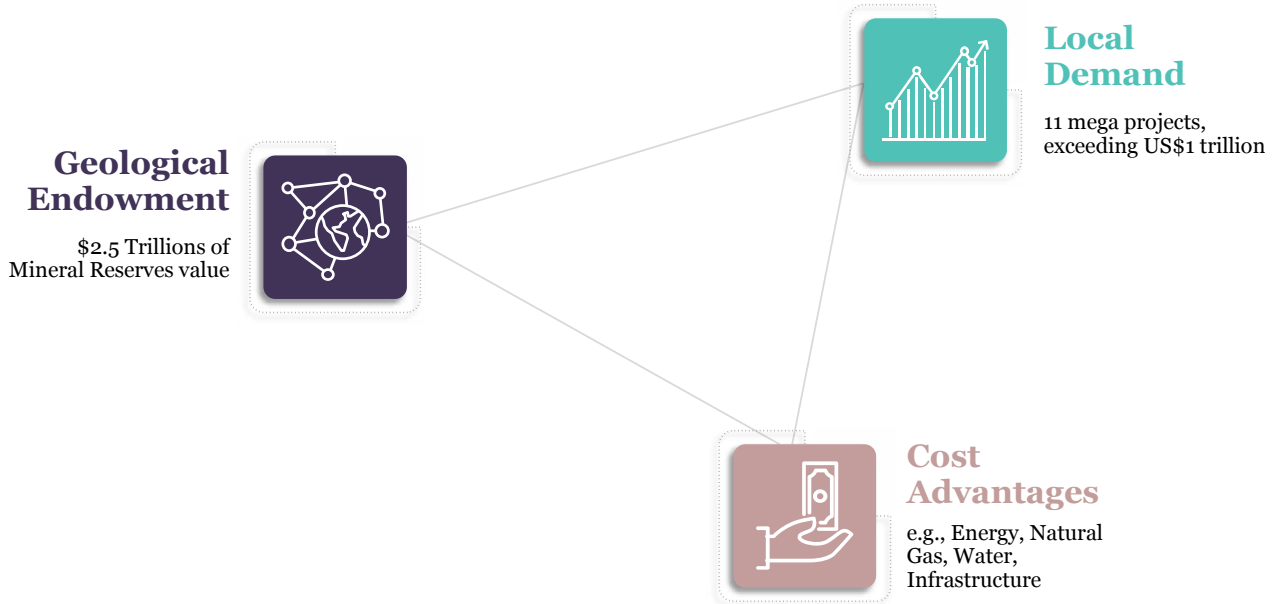 Geological
Endowment
$2.5 Trillions of
Mineral Reserves value
Local
Demand
11 mega projects,
exceeding US$1 trillion
Cost
Advantages
e.g., Energy, Natural
Gas, Water,
Infrastructure